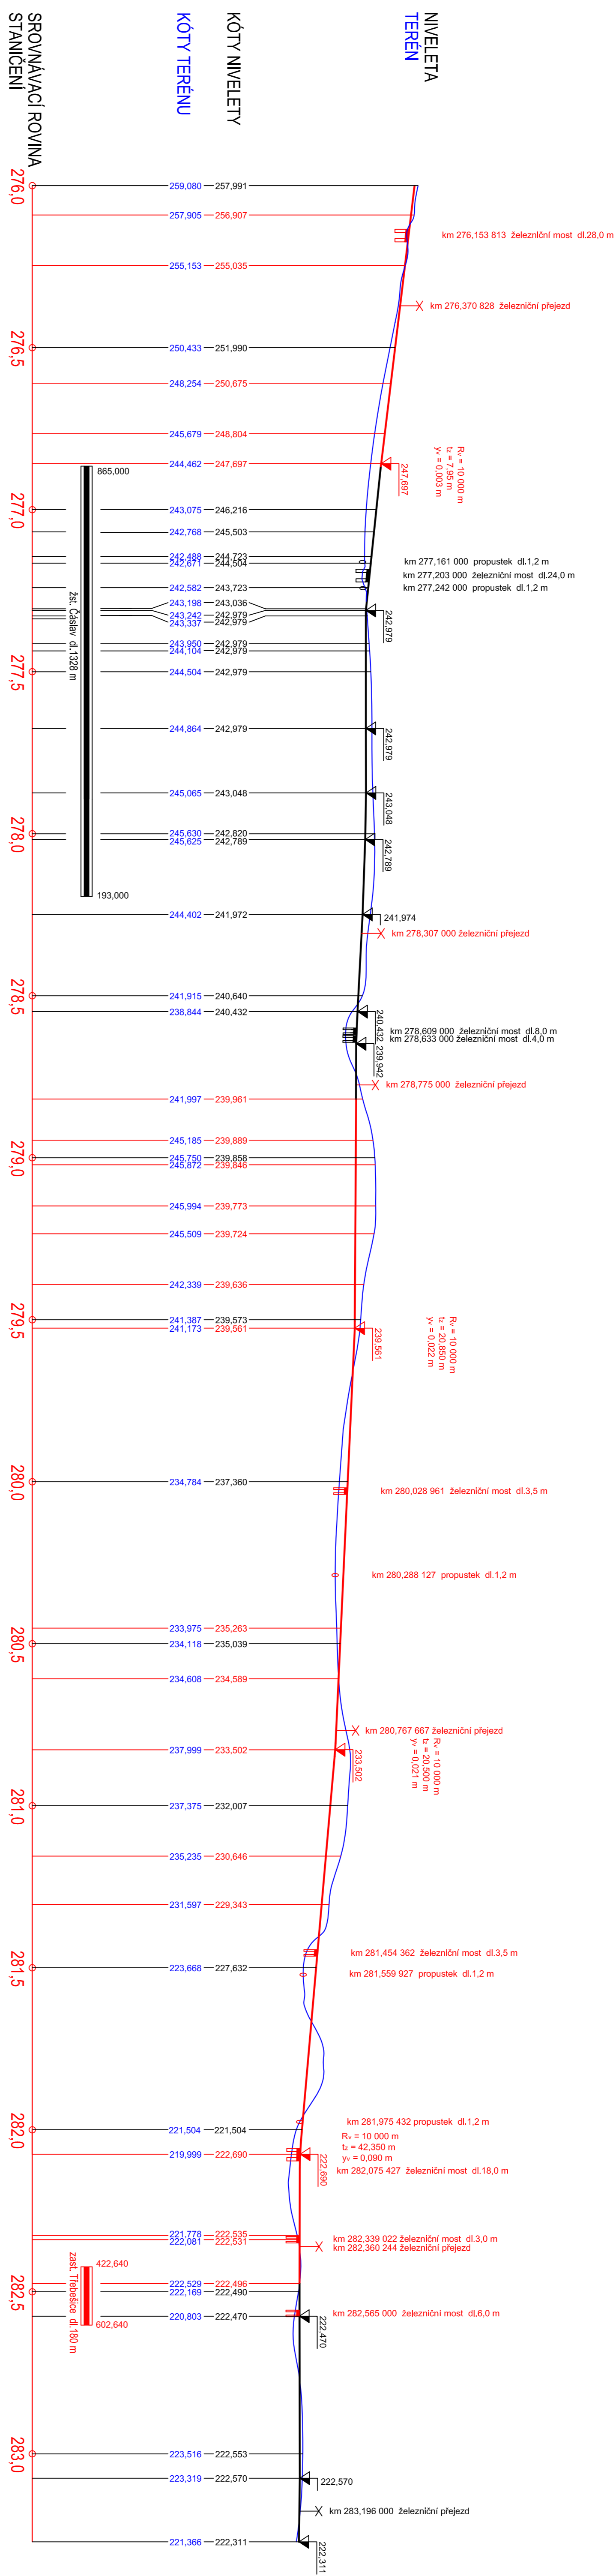 NIVELETA
TERÉN
KÓTY NIVELETY
KÓTY TERÉNU
SROVNÁVACÍ ROVINA
STANIČENÍ
276,0
259,080 257,991
257,905 256,907
km 276,153 813 železniční most dl.28,0 m
255,153 255,035
km 276,370 828 železniční přejezd
276,5
250,433 251,990
248,254 250,675
245,679 248,804
Rv = 10 000 m
tz = 7,95 m
yv = 0,003 m
244,462 247,697
247,697
865,000
277,0
243,075 246,216
242,768 245,503
242,488 244,723
242,671 244,504
km 277,161 000 propustek dl.1,2 m
km 277,203 000 železniční most dl.24,0 m
242,582 243,723
km 277,242 000 propustek dl.1,2 m
243,198 243,036
243,242 242,979
243,337 242,979
242,979
žst. Čáslav dl.1328 m
243,950 242,979
244,104 242,979
277,5
244,504 242,979
244,864 242,979
242,979
245,065 243,048
243,048
278,0
245,630 242,820
245,625 242,789
242,789
193,000
244,402 241,972
241,974
km 278,307 000 železniční přejezd
278,5
241,915 240,640
238,844 240,432
240,432
km 278,609 000 železniční most dl.8,0 m
km 278,633 000 železniční most dl.4,0 m
239,942
km 278,775 000 železniční přejezd
241,997 239,961
245,185 239,889
279,0
245,750 239,858
245,872 239,846
245,994 239,773
245,509 239,724
242,339 239,636
279,5
241,387 239,573
241,173 239,561
239,561
Rv = 10 000 m
tz = 20,850 m
yv = 0,022 m
280,0
234,784 237,360
km 280,028 961 železniční most dl.3,5 m
km 280,288 127 propustek dl.1,2 m
233,975 235,263
280,5
234,118 235,039
234,608 234,589
km 280,767 667 železniční přejezd
Rv = 10 000 m
tz = 20,500 m
yv = 0,021 m
237,999 233,502
233,502
281,0
237,375 232,007
235,235 230,646
231,597 229,343
km 281,454 362 železniční most dl.3,5 m
281,5
223,668 227,632
km 281,559 927 propustek dl.1,2 m
km 281,975 432 propustek dl.1,2 m
282,0
221,504 221,504
Rv = 10 000 m
tz = 42,350 m
yv = 0,090 m
219,999 222,690
222,690
km 282,075 427 železniční most dl.18,0 m
221,778 222,535
222,081 222,531
km 282,339 022 železniční most dl.3,0 m
km 282,360 244 železniční přejezd
422,640
zast. Třebešice dl.180 m
282,5
222,529 222,496
222,169 222,490
220,803 222,470
222,470
km 282,565 000 železniční most dl,6,0 m
602,640
283,0
223,516 222,553
223,319 222,570
222,570
km 283,196 000 železniční přejezd
221,366 222,311
222,311